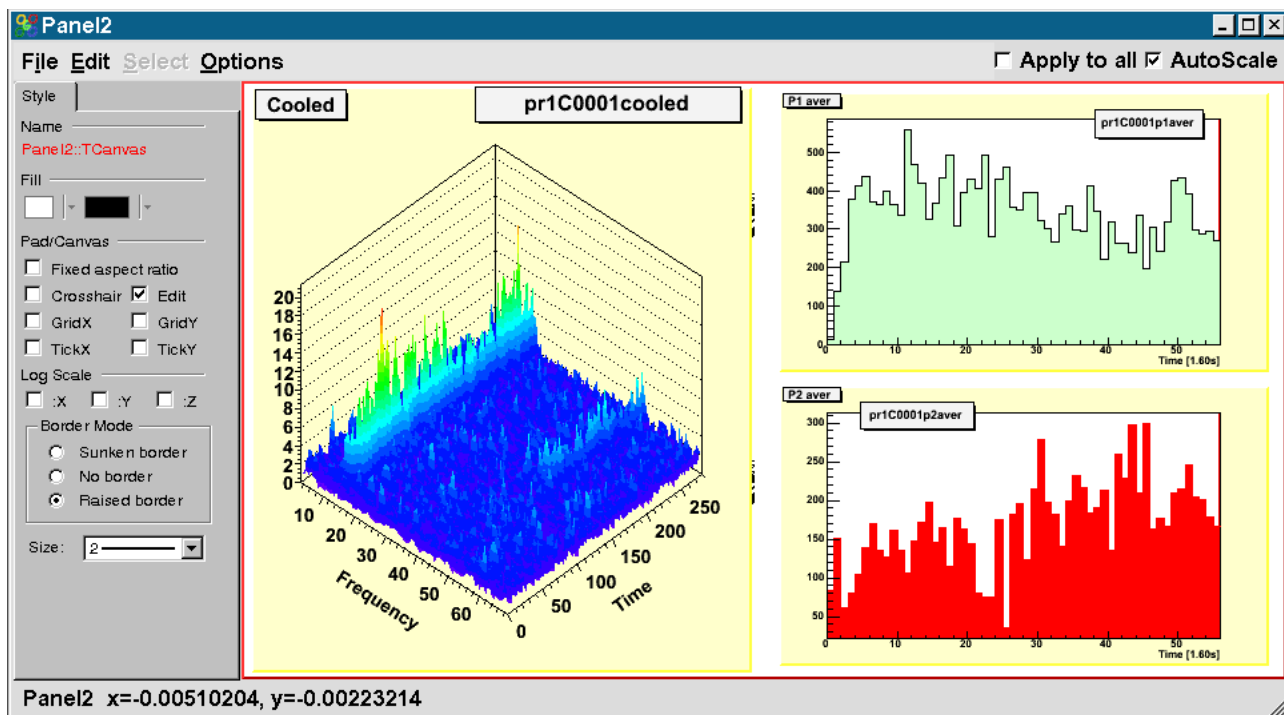 Panel2
File Edit Select Options
Apply to all AutoScale
Style
Name
Panel2::TCanvas
Fill
Pad/Canvas
Fixed aspect ratio
Crosshair Edit
GridX GridY
TickX TickY
Log Scale
:X :Y :Z
Border Mode
Sunken border
No border
Raised border
Size: 2
Cooled
pr1C0001cooled
20
18
16
14
12
10
8
6
4
2
0
10 20 30 40 50 60
Frequency
0 50 100 150 200 250
Time
P1 aver
pr1C0001p1aver
500
400
300
200
100
0
0 10 20 30 40 50
Time [1.60s]
P2 aver
pr1C0001p2aver
300
250
200
150
100
50
0 10 20 30 40 50
Time [1.60s]
Panel2 x=-0.00510204, y=-0.00223214